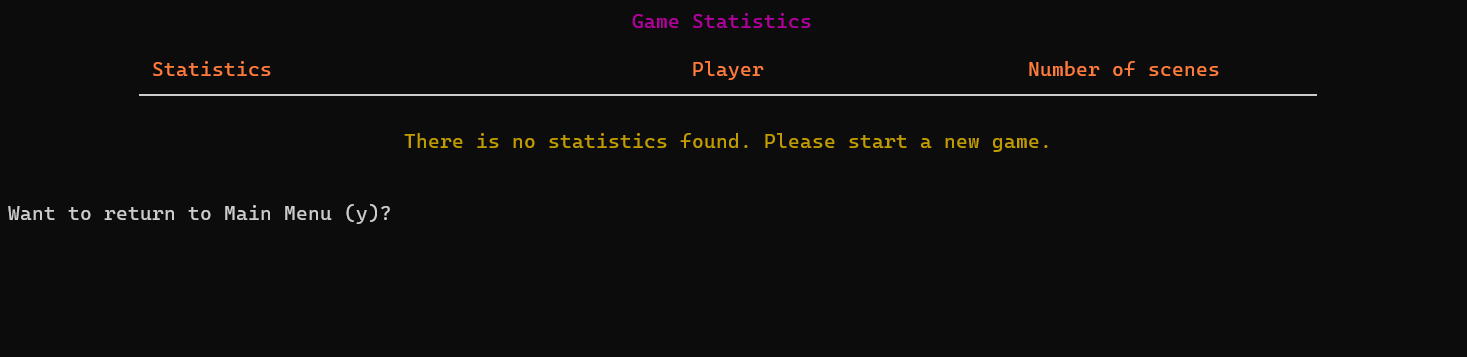 Game Statistics
Statistics Player Number of scenes
There is no statistics found. Please start a new game.
Want to return to Main Menu (y)?